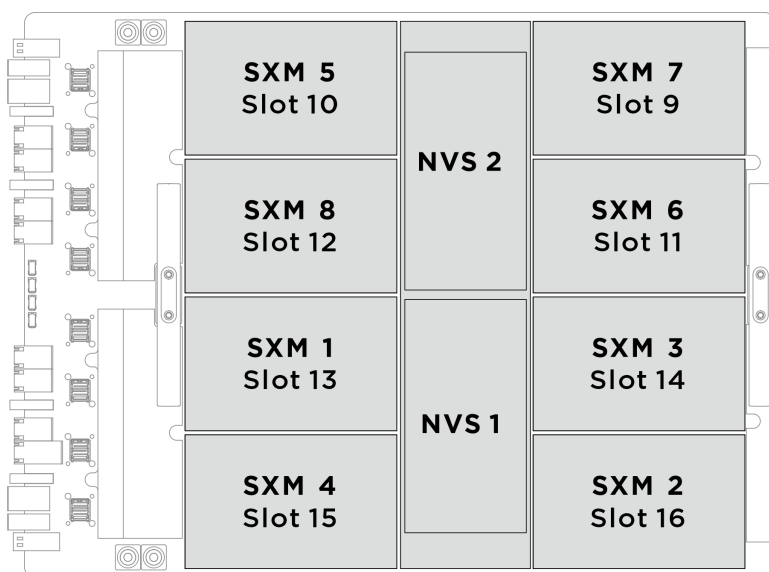 SXM 5
Slot 10
SXM 7
Slot 9
NVS 2
SXM 8
Slot 12
SXM 6
Slot 11
SXM 1
Slot 13
SXM 3
Slot 14
NVS 1
SXM 4
Slot 15
SXM 2
Slot 16